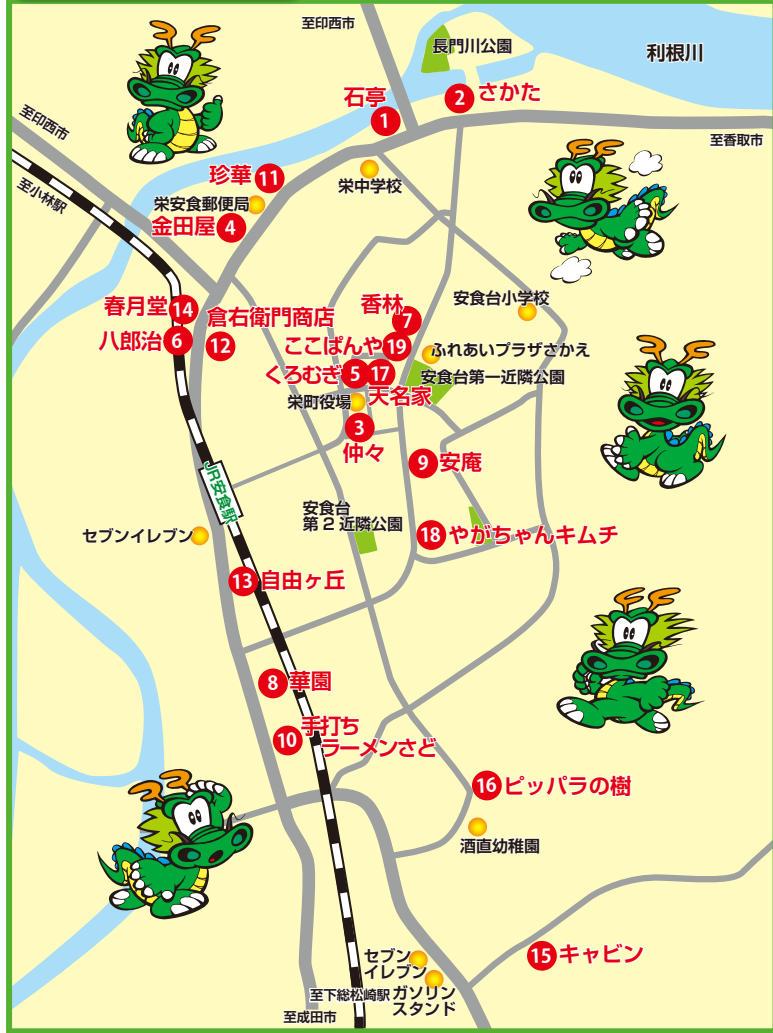 至印西市
長門川公園
利根川
石亭
1
2
さかた
至印西市
至香取市
栄中学校
珍華
11
至小林駅
栄安食郵便局
金田屋
4
春月堂
14
倉右衛門商店
12
八郎治
6
香林
7
安食台小学校
ここぱんや
19
ふれあいプラザさかえ
くろむぎ
5
17
天名家
安食台第一近隣公園
栄町役場
3
仲々
9
安庵
JR安食駅
安食台
第2近隣公園
18
やがちゃんキムチ
セブンイレブン
13
自由ヶ丘
8
華園
10
手打ち
ラーメンさど
16
ピッパラの樹
酒直幼稚園
15
キャビン
セブン
イレブン
至下総松崎駅
ガソリン
スタンド
至成田市